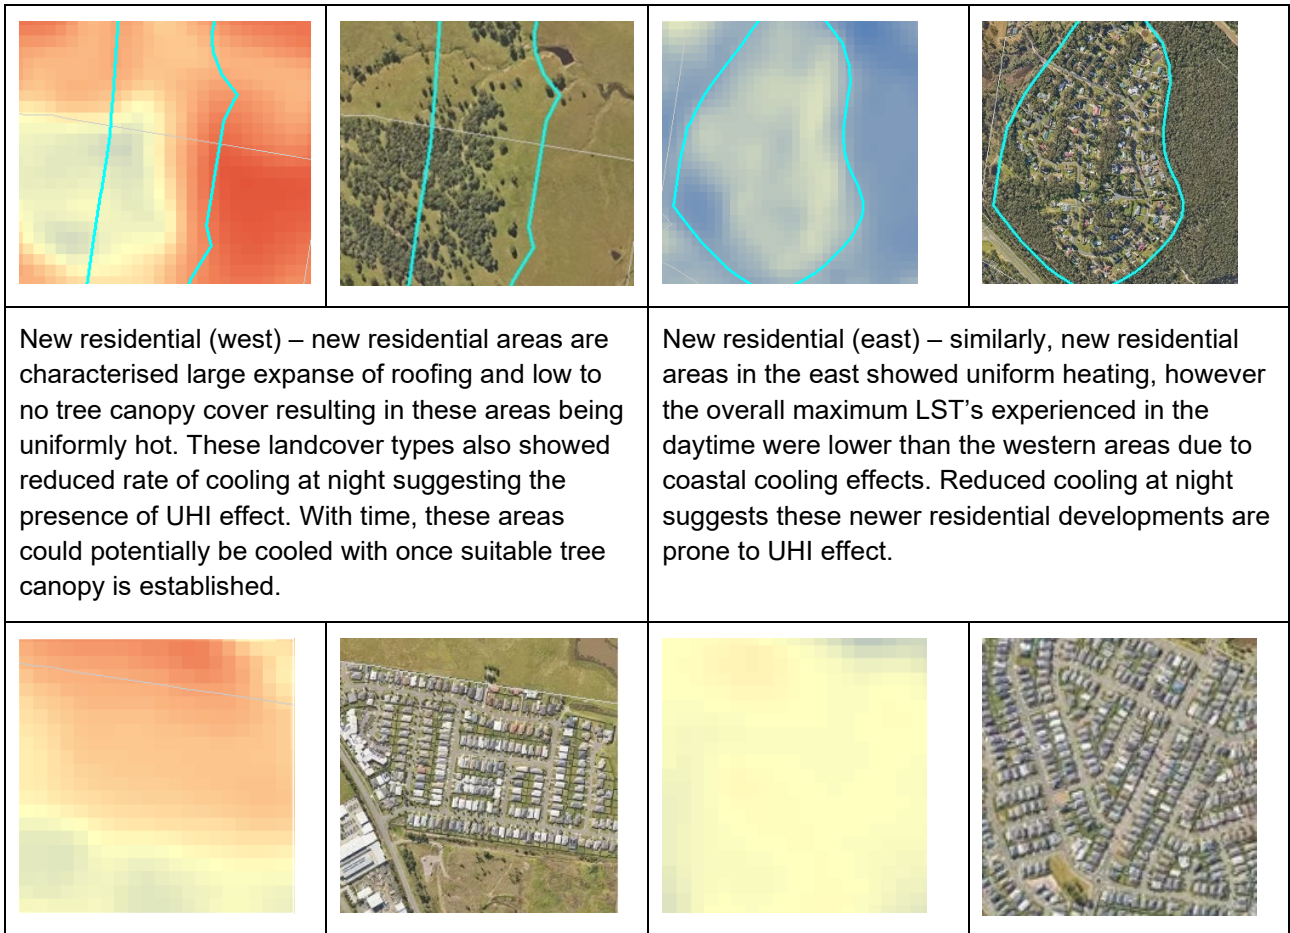 New residential (west) – new residential areas are
characterised large expanse of roofing and low to
no tree canopy cover resulting in these areas being
uniformly hot. These landcover types also showed
reduced rate of cooling at night suggesting the
presence of UHI effect. With time, these areas
could potentially be cooled with once suitable tree
canopy is established.
New residential (east) – similarly, new residential
areas in the east showed uniform heating, however
the overall maximum LST’s experienced in the
daytime were lower than the western areas due to
coastal cooling effects. Reduced cooling at night
suggests these newer residential developments are
prone to UHI effect.